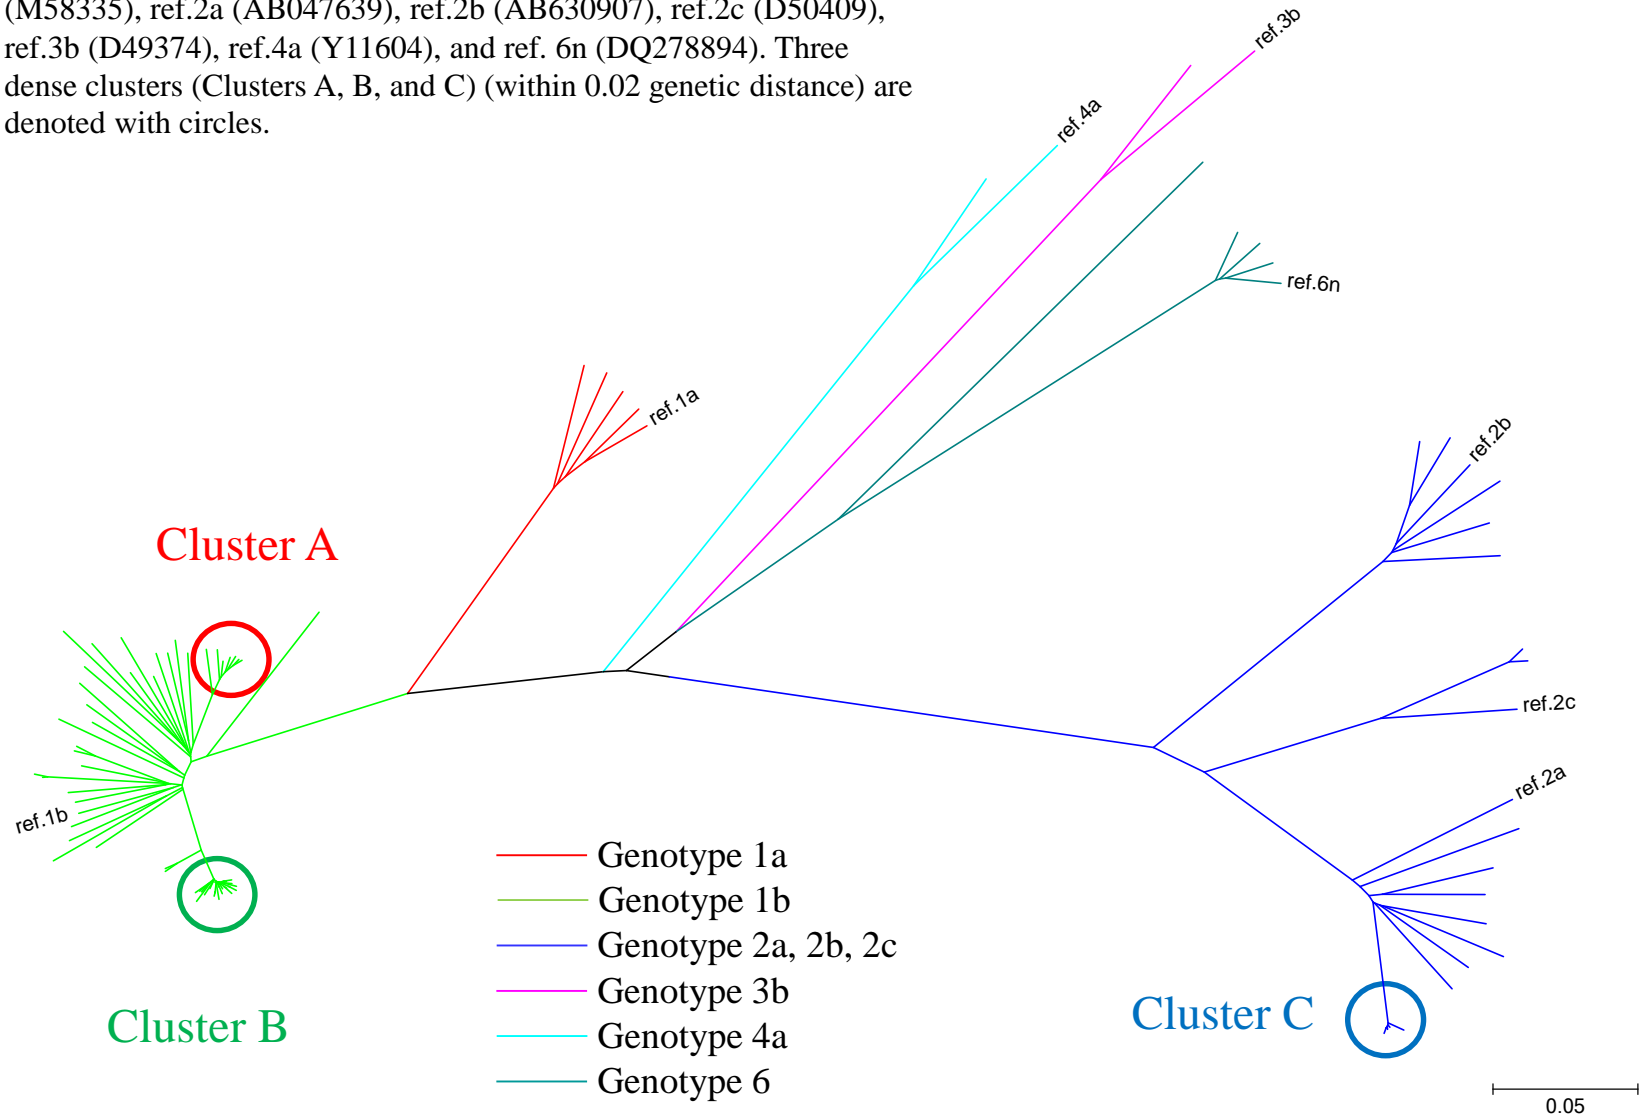 (M58335), ref.2a (AB047639), ref.2b (AB630907), ref.2c (D50409),
ref.3b (D49374), ref.4a (Y11604), and ref. 6n (DQ278894). Three
dense clusters (Clusters A, B, and C) (within 0.02 genetic distance) are
denoted with circles.
ref.3b
ref.4a
ref.6n
ref.1a
ref.2b
Cluster A
ref.2c
ref.2a
ref.1b
Genotype 1a
Genotype 1b
Genotype 2a, 2b, 2c
Genotype 3b
Genotype 4a
Genotype 6
Cluster B
Cluster C
0.05